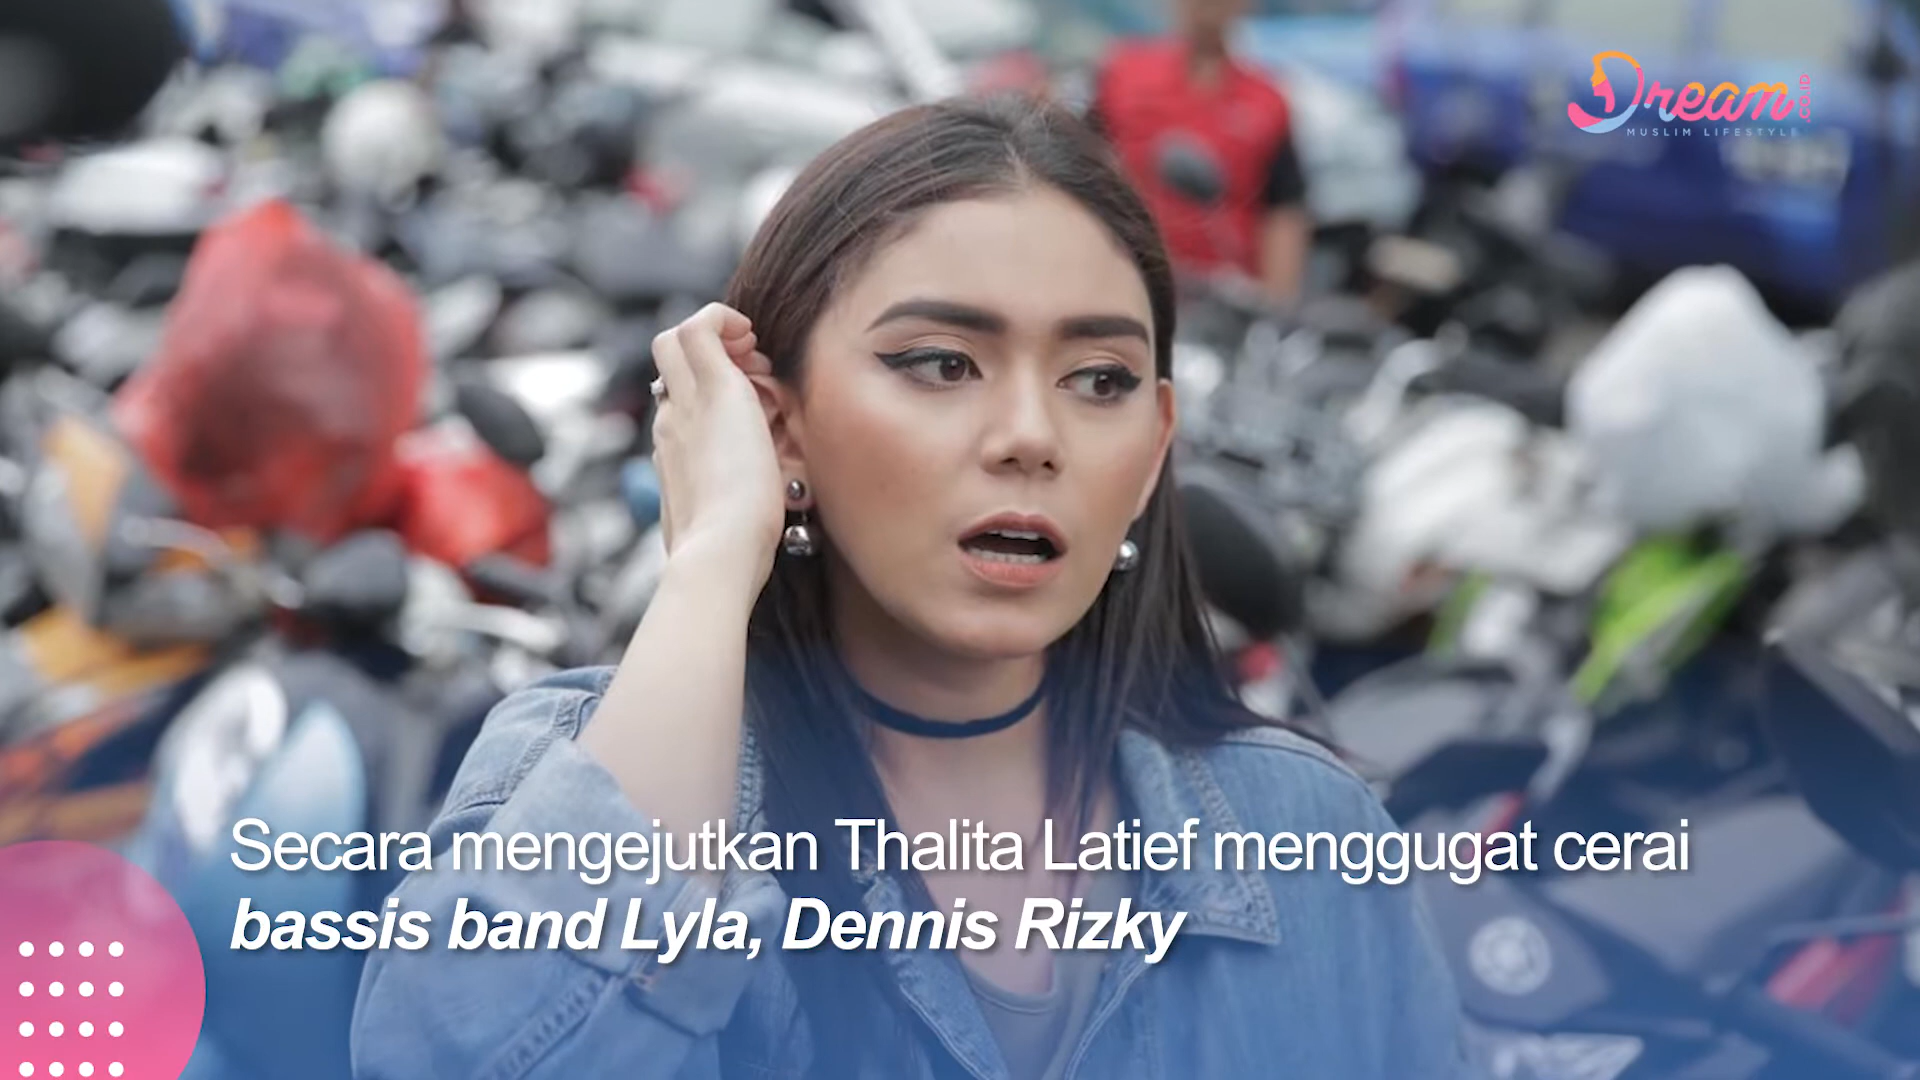 Dream.CO.ID
MUSLIM LIFESTYLE
Secara mengejutkan Thalita Latief menggugat cerai
bassis band Lyla, Dennis Rizky